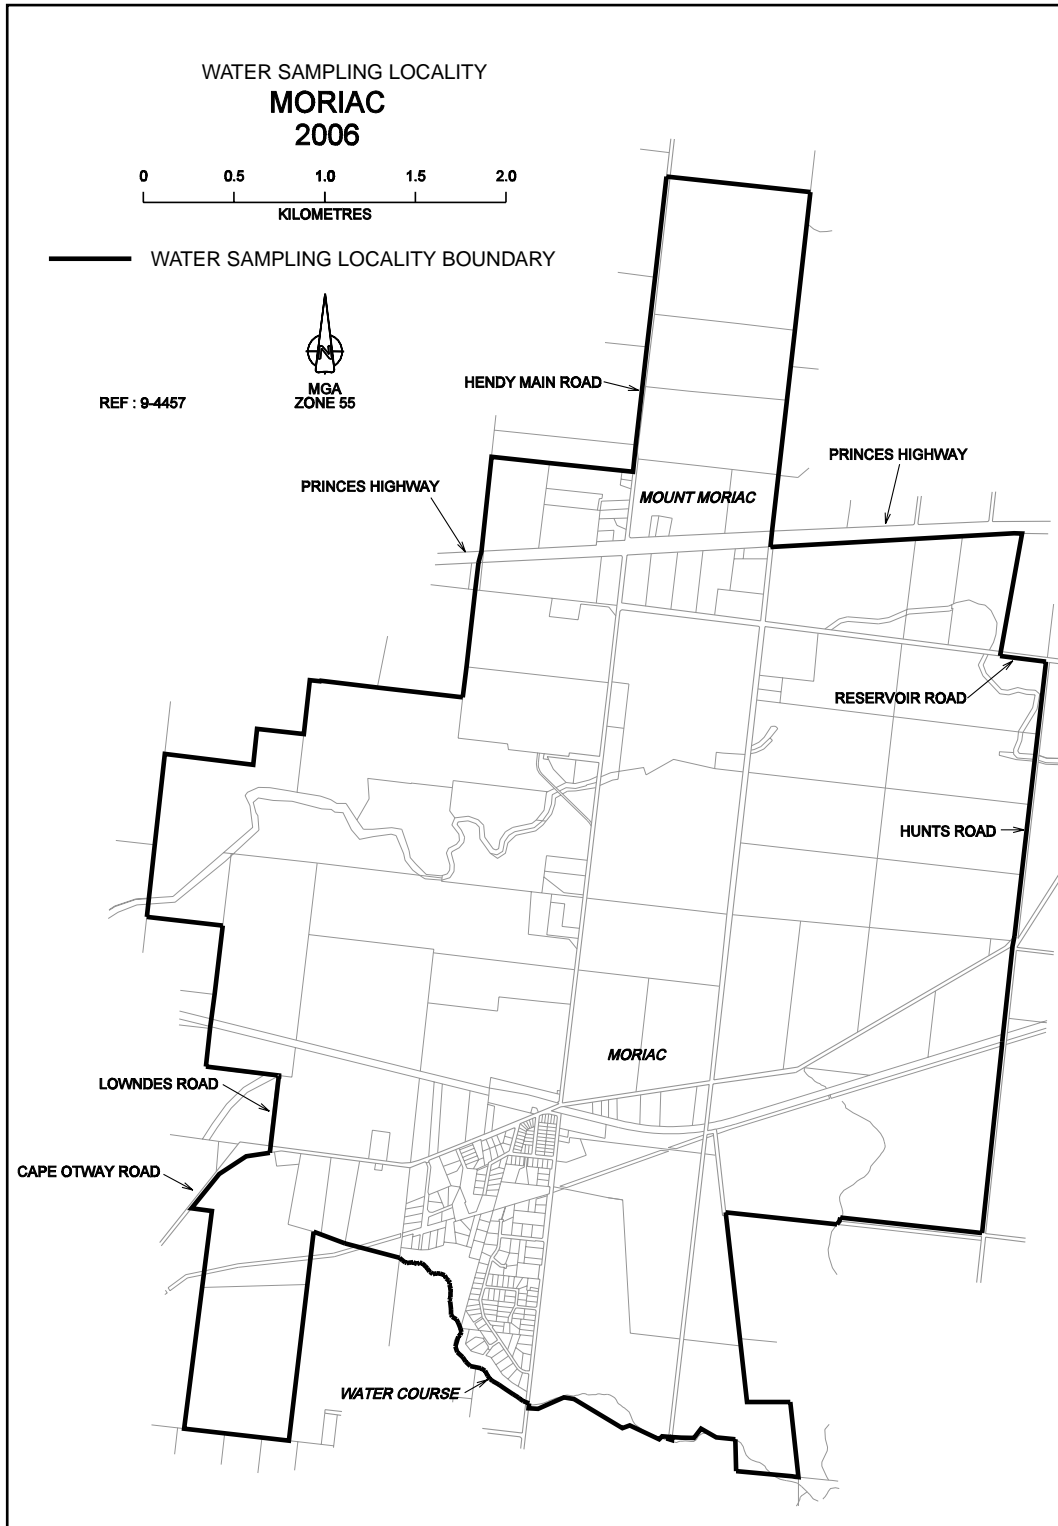 WATER SAMPLING LOCALITY
MORIAC
2006
0 0.5 1.0 1.5 2.0
KILOMETRES
WATER SAMPLING LOCALITY BOUNDARY
N
MGA
ZONE 55
REF : 9-4457
HENDY MAIN ROAD
PRINCES HIGHWAY
PRINCES HIGHWAY
MOUNT MORIAC
RESERVOIR ROAD
HUNTS ROAD
MORIAC
LOWNDES ROAD
CAPE OTWAY ROAD
WATER COURSE